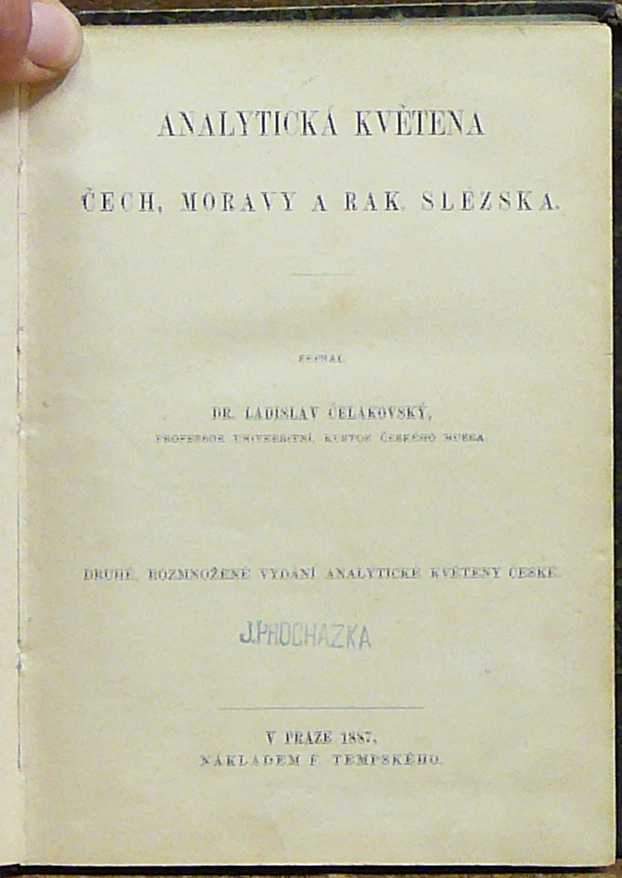 ANALYTICKÁ KVĚTENA
ČECH, MORAVY A RAK. SLEZSKA.
SEPSAL
DR. LADISLAV ČELAKOVSKÝ,
PROFESSOR UNIVERSITNÍ, KUSTOS ČESKÉHO MUSEA.
DRUHÉ, ROZMNOŽENÉ VYDÁNÍ ANALYTICKÉ KVĚTENY ČESKÉ.
J.PROCHAZKA
V PRAZE 1887.
NÁKLADEM F. TEMPSKÉHO.